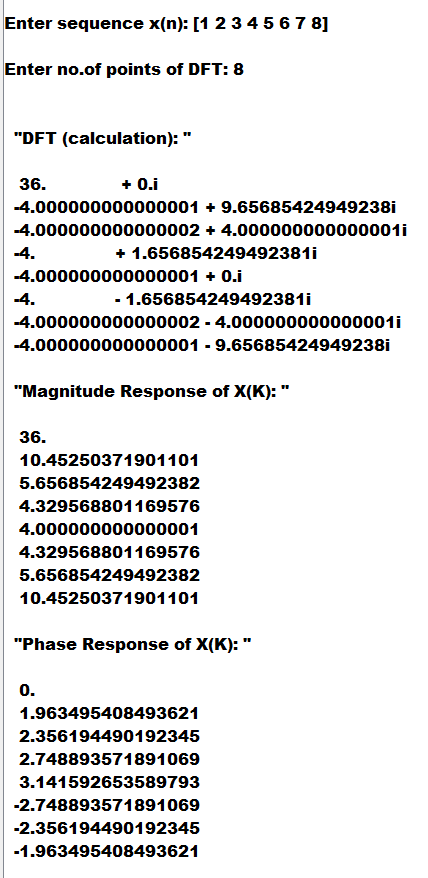 Enter sequence x(n): [1 2 3 4 5 6 7 8]
Enter no.of points of DFT: 8
"DFT (calculation): "
36. + 0.i
-4.000000000000001 + 9.65685424949238i
-4.000000000000002 + 4.000000000000001i
-4. + 1.656854249492381i
-4.000000000000001 + 0.i
-4. - 1.656854249492381i
-4.000000000000002 - 4.000000000000001i
-4.000000000000001 - 9.65685424949238i
"Magnitude Response of X(K): "
36.
10.45250371901101
5.656854249492382
4.329568801169576
4.000000000000001
4.329568801169576
5.656854249492382
10.45250371901101
"Phase Response of X(K): "
0.
1.963495408493621
2.356194490192345
2.748893571891069
3.141592653589793
-2.748893571891069
-2.356194490192345
-1.963495408493621